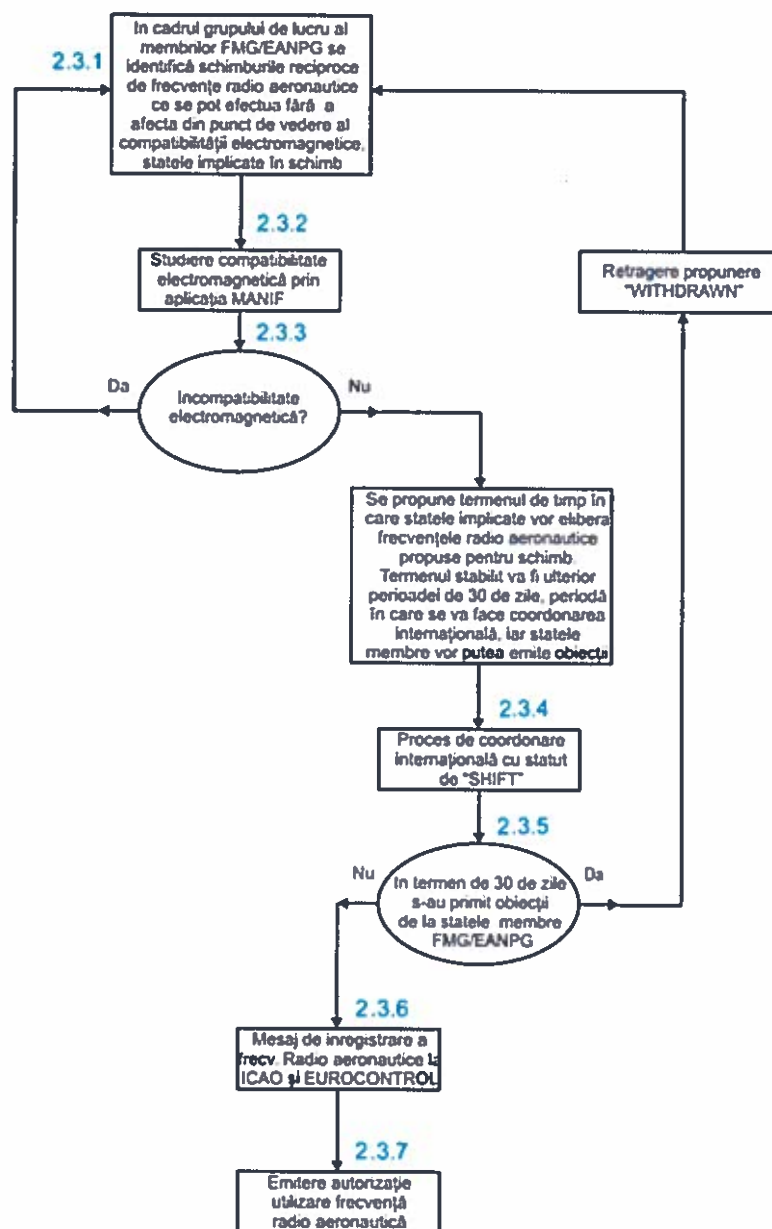 2.3.1
In cadrul grupului de lucru al
membrilor FMG/EANPG se
identifică schimburile reciproce
de frecvențe radio aeronautice
ce se pot efectua fără a
afecta din punct de vedere al
compatibilității electromagnetice,
statele implicate în schimb
2.3.2
Studiere compatibilitate
electromagnetică prin
aplicația MANIF
Retragere propunere
"WITHDRAWN"
2.3.3
Da
Incompatibilitate
electromagnetică?
Nu
Se propune termenul de timp în
care statele implicate vor elibera
frecvențele radio aeronautice
propuse pentru schimb.
Termenul stabilit va fi ulterior
perioadei de 30 de zile, periodă
în care se va face coordonarea
internațională, iar statele
membre vor putea emite obiecții
2.3.4
Proces de coordonare
internațională cu statut
de "SHIFT"
2.3.5
Nu
In termen de 30 de zile
s-au primit obiecții
de la statele membre
FMG/EANPG
Da
2.3.6
Mesaj de inregistrare a
frecv. Radio aeronautice la
ICAO și EUROCONTROL
2.3.7
Emitere autorizație
utilizare frecvență
radio aeronautică